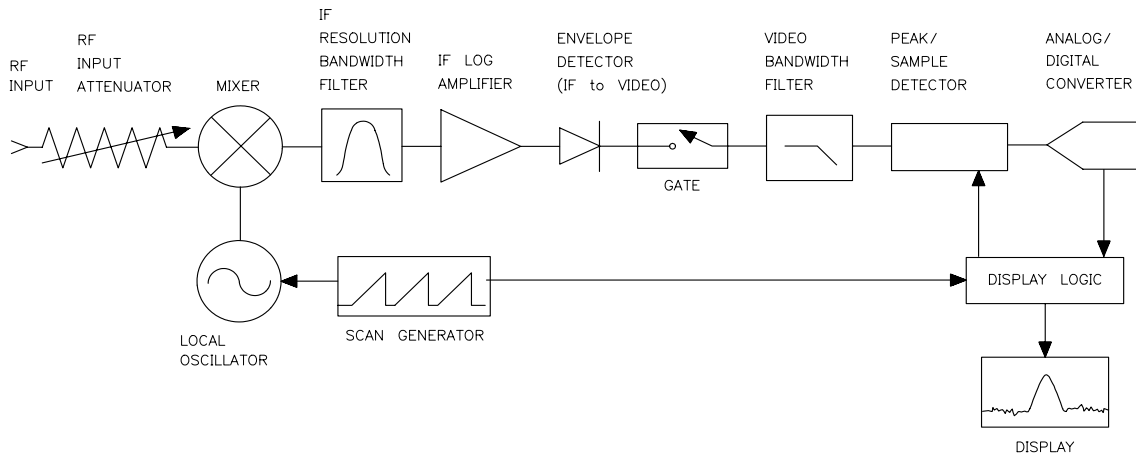 RF
INPUT
RF
INPUT
ATTENUATOR
MIXER
IF
RESOLUTION
BANDWIDTH
FILTER
IF LOG
AMPLIFIER
ENVELOPE
DETECTOR
(IF to VIDEO)
GATE
VIDEO
BANDWIDTH
FILTER
PEAK/
SAMPLE
DETECTOR
ANALOG/
DIGITAL
CONVERTER
LOCAL
OSCILLATOR
SCAN GENERATOR
DISPLAY LOGIC
DISPLAY